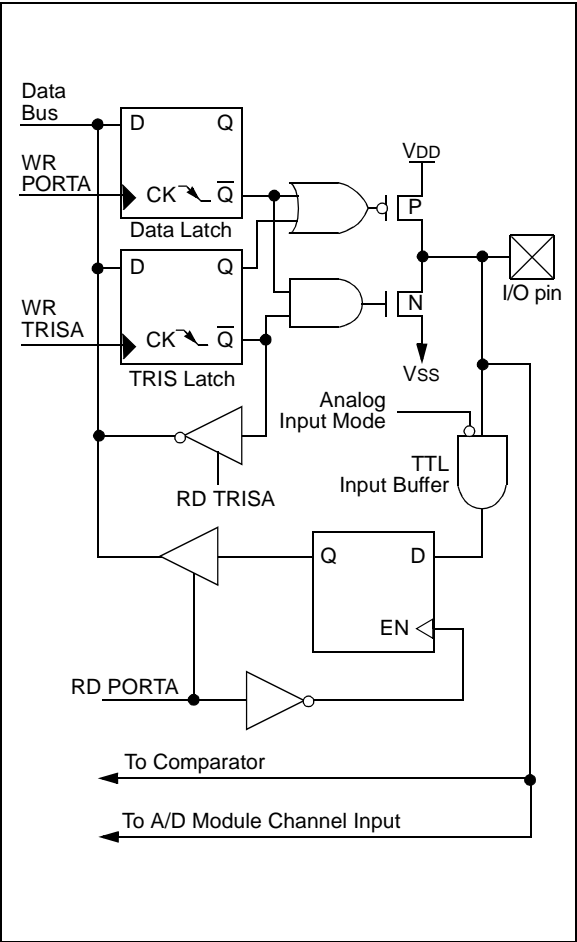 Data
Bus
D Q
WR
PORTA
CK Q̅
Data Latch
VDD
P
D Q
I/O pin
N
WR
TRISA
CK Q̅
TRIS Latch
VSS
Analog
Input Mode
TTL
Input Buffer
RD TRISA
Q D
EN
RD PORTA
To Comparator
To A/D Module Channel Input